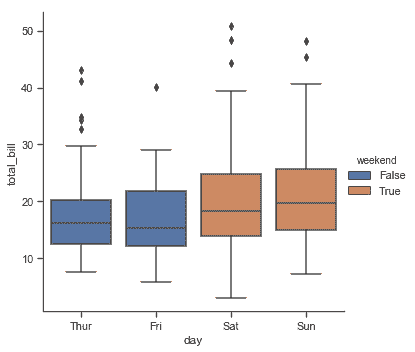 50
40
30
20
10
total_bill
Thur Fri Sat Sun
day
weekend
False
True